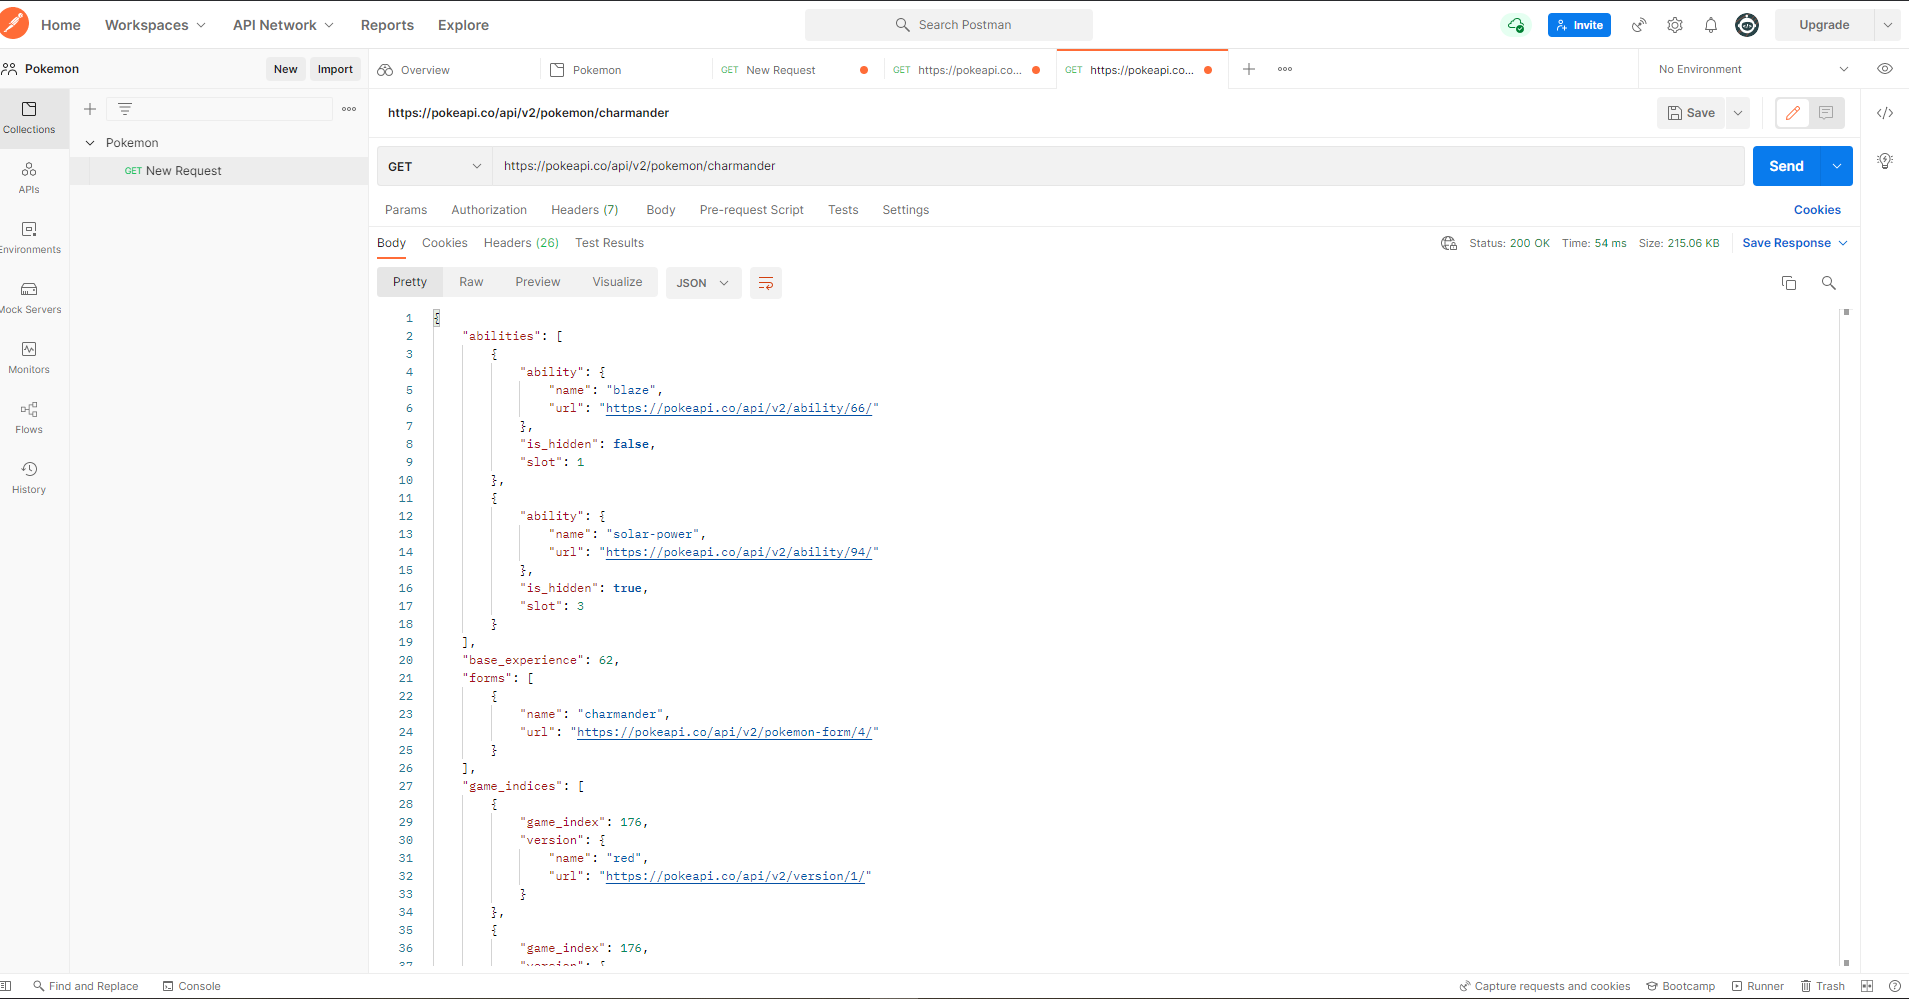 Home Workspaces API Network Reports Explore Search Postman Invite Upgrade
Pokemon New Import Overview Pokemon GET New Request GET https://pokeapi.co... GET https://pokeapi.co... No Environment
Collections
APIs
Environments
Mock Servers
Monitors
Flows
History
Pokemon
GET New Request
https://pokeapi.co/api/v2/pokemon/charmander Save
GET https://pokeapi.co/api/v2/pokemon/charmander Send
Params Authorization Headers (7) Body Pre-request Script Tests Settings Cookies
Body Cookies Headers (26) Test Results Status: 200 OK Time: 54 ms Size: 215.06 KB Save Response
Pretty Raw Preview Visualize JSON
1 {
2 "abilities": [
3 {
4 "ability": {
5 "name": "blaze",
6 "url": "https://pokeapi.co/api/v2/ability/66/"
7 },
8 "is_hidden": false,
9 "slot": 1
10 },
11 {
12 "ability": {
13 "name": "solar-power",
14 "url": "https://pokeapi.co/api/v2/ability/94/"
15 },
16 "is_hidden": true,
17 "slot": 3
18 }
19 ],
20 "base_experience": 62,
21 "forms": [
22 {
23 "name": "charmander",
24 "url": "https://pokeapi.co/api/v2/pokemon-form/4/"
25 }
26 ],
27 "game_indices": [
28 {
29 "game_index": 176,
30 "version": {
31 "name": "red",
32 "url": "https://pokeapi.co/api/v2/version/1/"
33 }
34 },
35 {
36 "game_index": 176,
37 "version": {
Find and Replace Console Capture requests and cookies Bootcamp Runner Trash